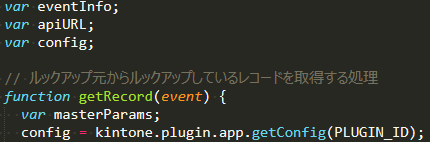 var eventInfo;
var apiURL;
var config;
// ルックアップ元からルックアップしているレコードを取得する処理
function getRecord(event) {
var masterParams;
config = kintone.plugin.app.getConfig(PLUGIN_ID);